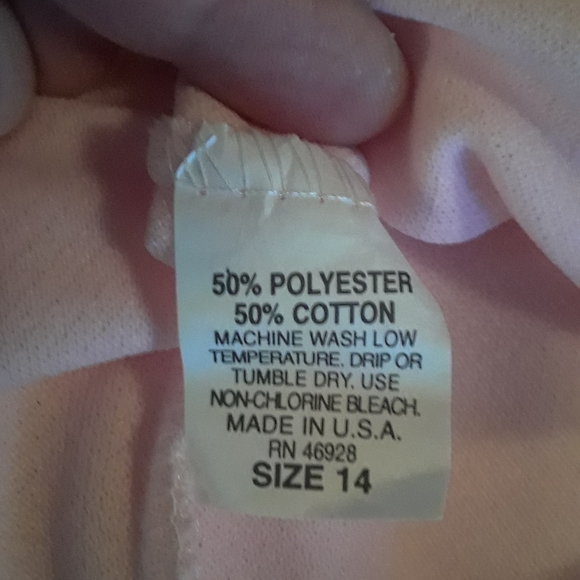 50% POLYESTER
50% COTTON
MACHINE WASH LOW
TEMPERATURE. DRIP OR
TUMBLE DRY. USE
NON-CHLORINE BLEACH.
MADE IN U.S.A.
RN 46928
SIZE 14